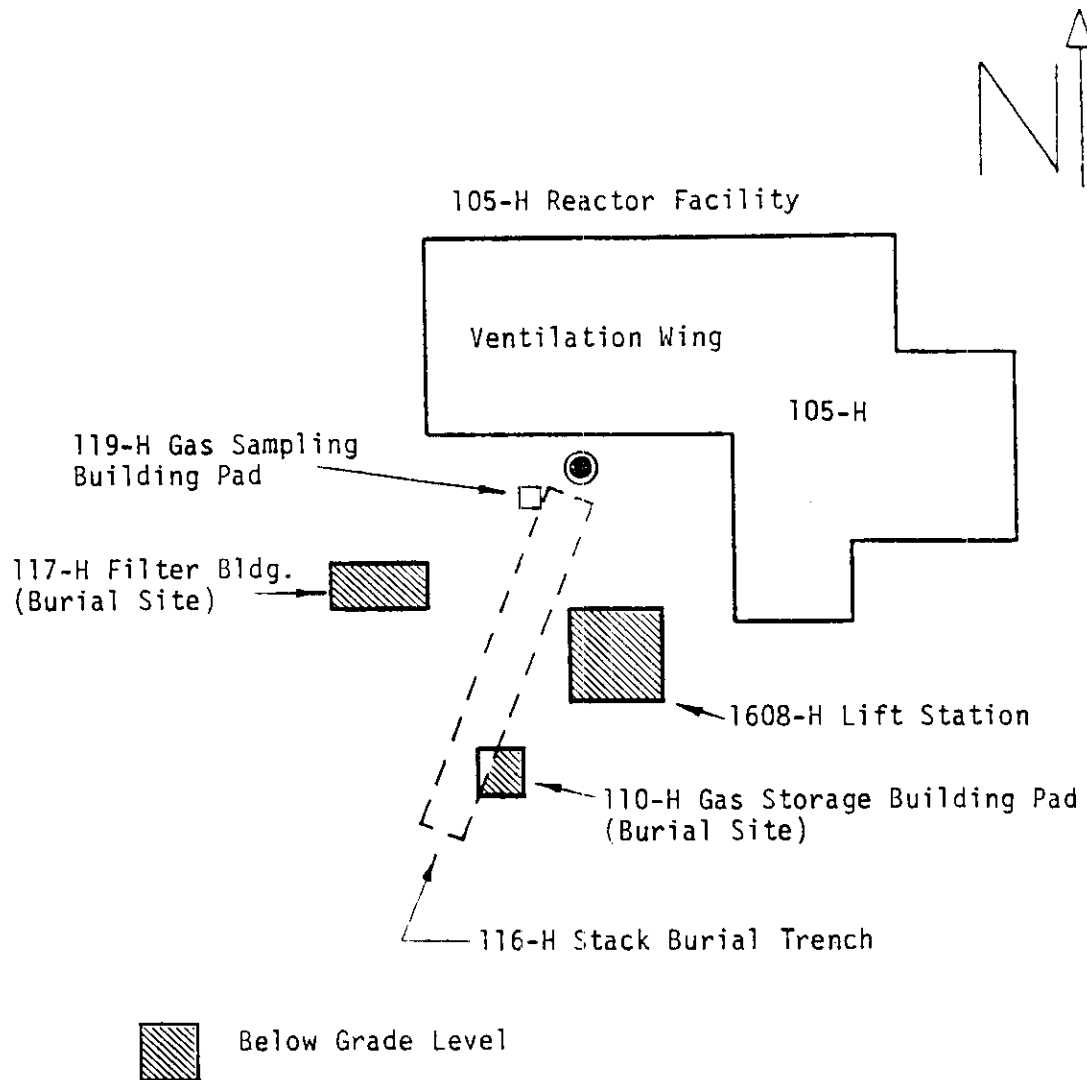 N
105-H Reactor Facility
Ventilation Wing
105-H
119-H Gas Sampling
Building Pad
117-H Filter Bldg.
(Burial Site)
1608-H Lift Station
110-H Gas Storage Building Pad
(Burial Site)
116-H Stack Burial Trench
Below Grade Level